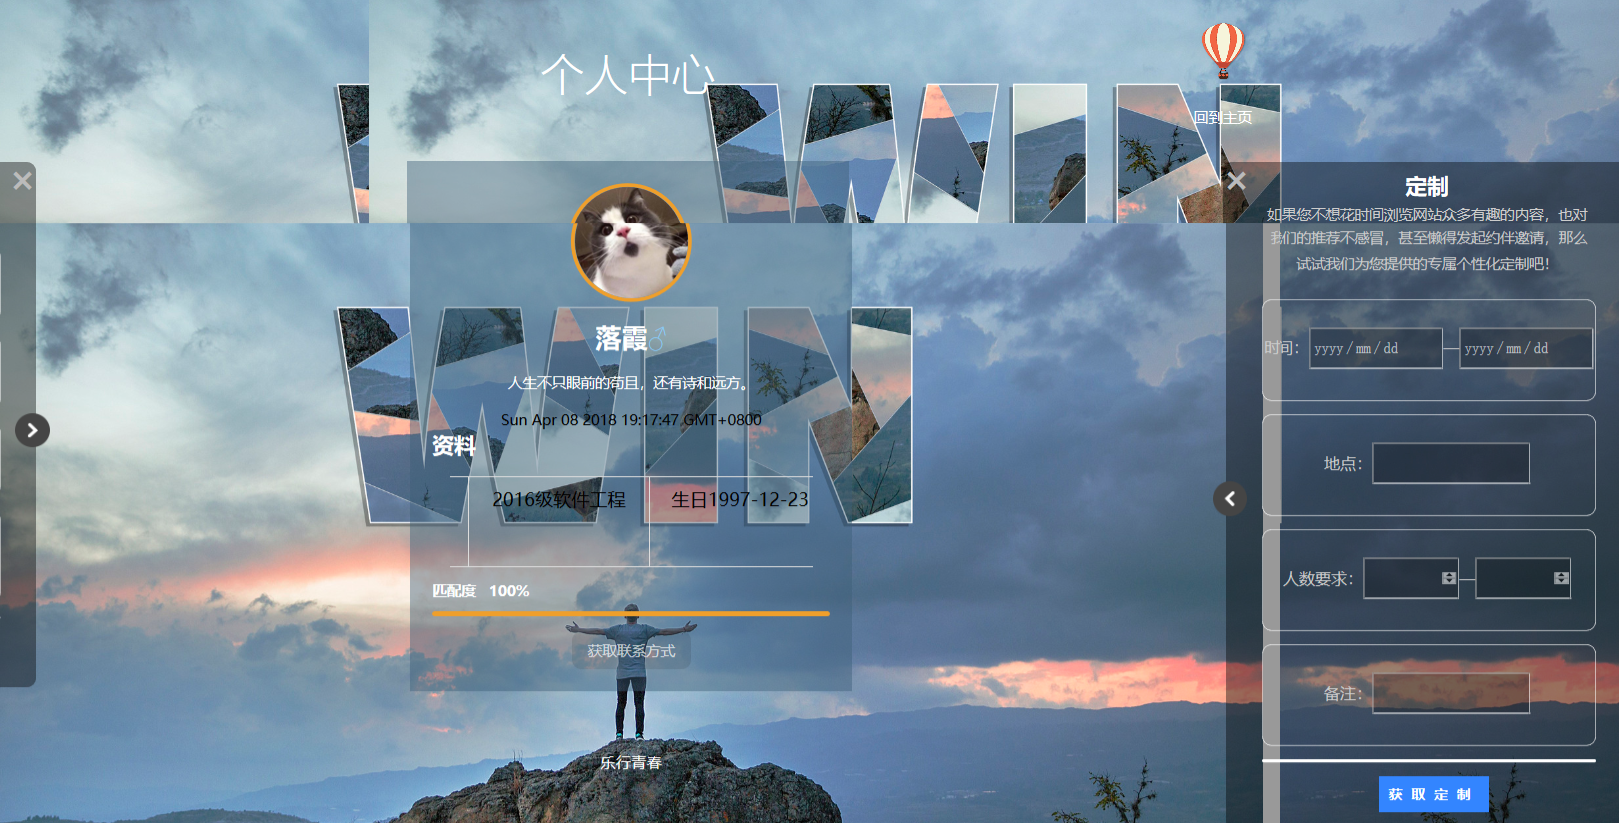 个人中心
回到主页
落霞♂
人生不只眼前的苟且，还有诗和远方。
Sun Apr 08 2018 19:17:47 GMT+0800
资料
2016级软件工程 生日1997-12-23
匹配度 100%
获取联系方式
乐行青春
定制
如果您不想花时间浏览网站众多有趣的内容，也对
我们的推荐不感冒，甚至懒得发起约伴邀请，那么
试试我们为您提供的专属个性化定制吧！
时间： yyyy / mm / dd — yyyy / mm / dd
地点：
人数要求： —
备注：
获取定制